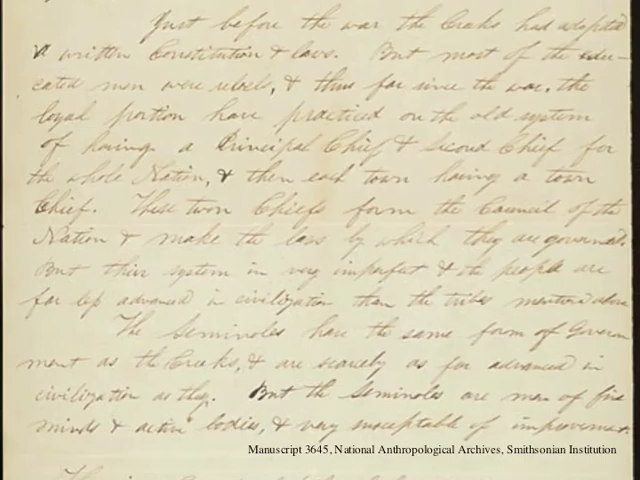 Just before the war the Creeks had adopted
a written Constitution & laws. But most of the edu-
cated men were rebels, & thus far since the war, the
loyal portion have practiced on the old system
of having a Principal Chief & Second Chief for
the whole Nation, & then each town having a town
Chief. These town Chiefs form the Council of the
Nation & make the laws by which they are governed.
But their system is very imperfect & the people are
far less advanced in civilization than the tribes mentioned above
The Seminoles have the same form of Govern
ment as the Creeks, & are scarcely as far advanced in
civilization as they. But the Seminoles are men of fine
minds & active bodies, & very susceptable of improvement.
Manuscript 3645, National Anthropological Archives, Smithsonian Institution